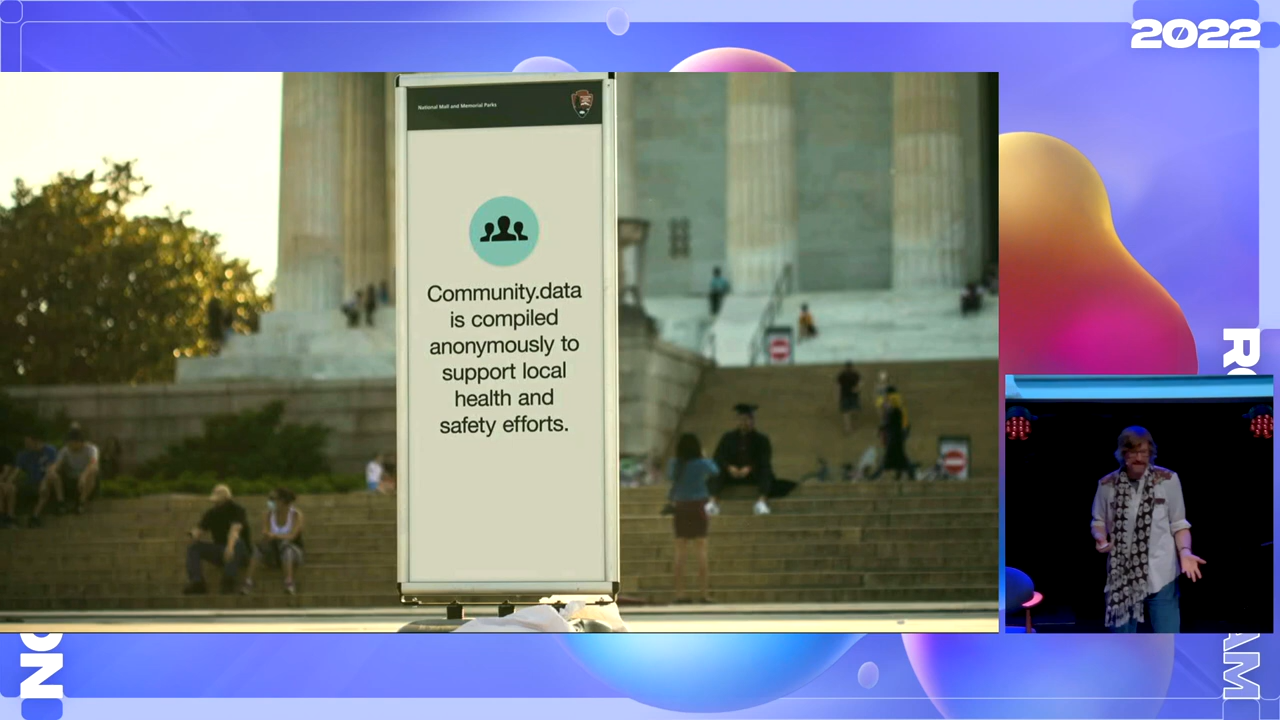 2022
National Mall and Memorial Parks
Community.data
is compiled
anonymously to
support local
health and
safety efforts.